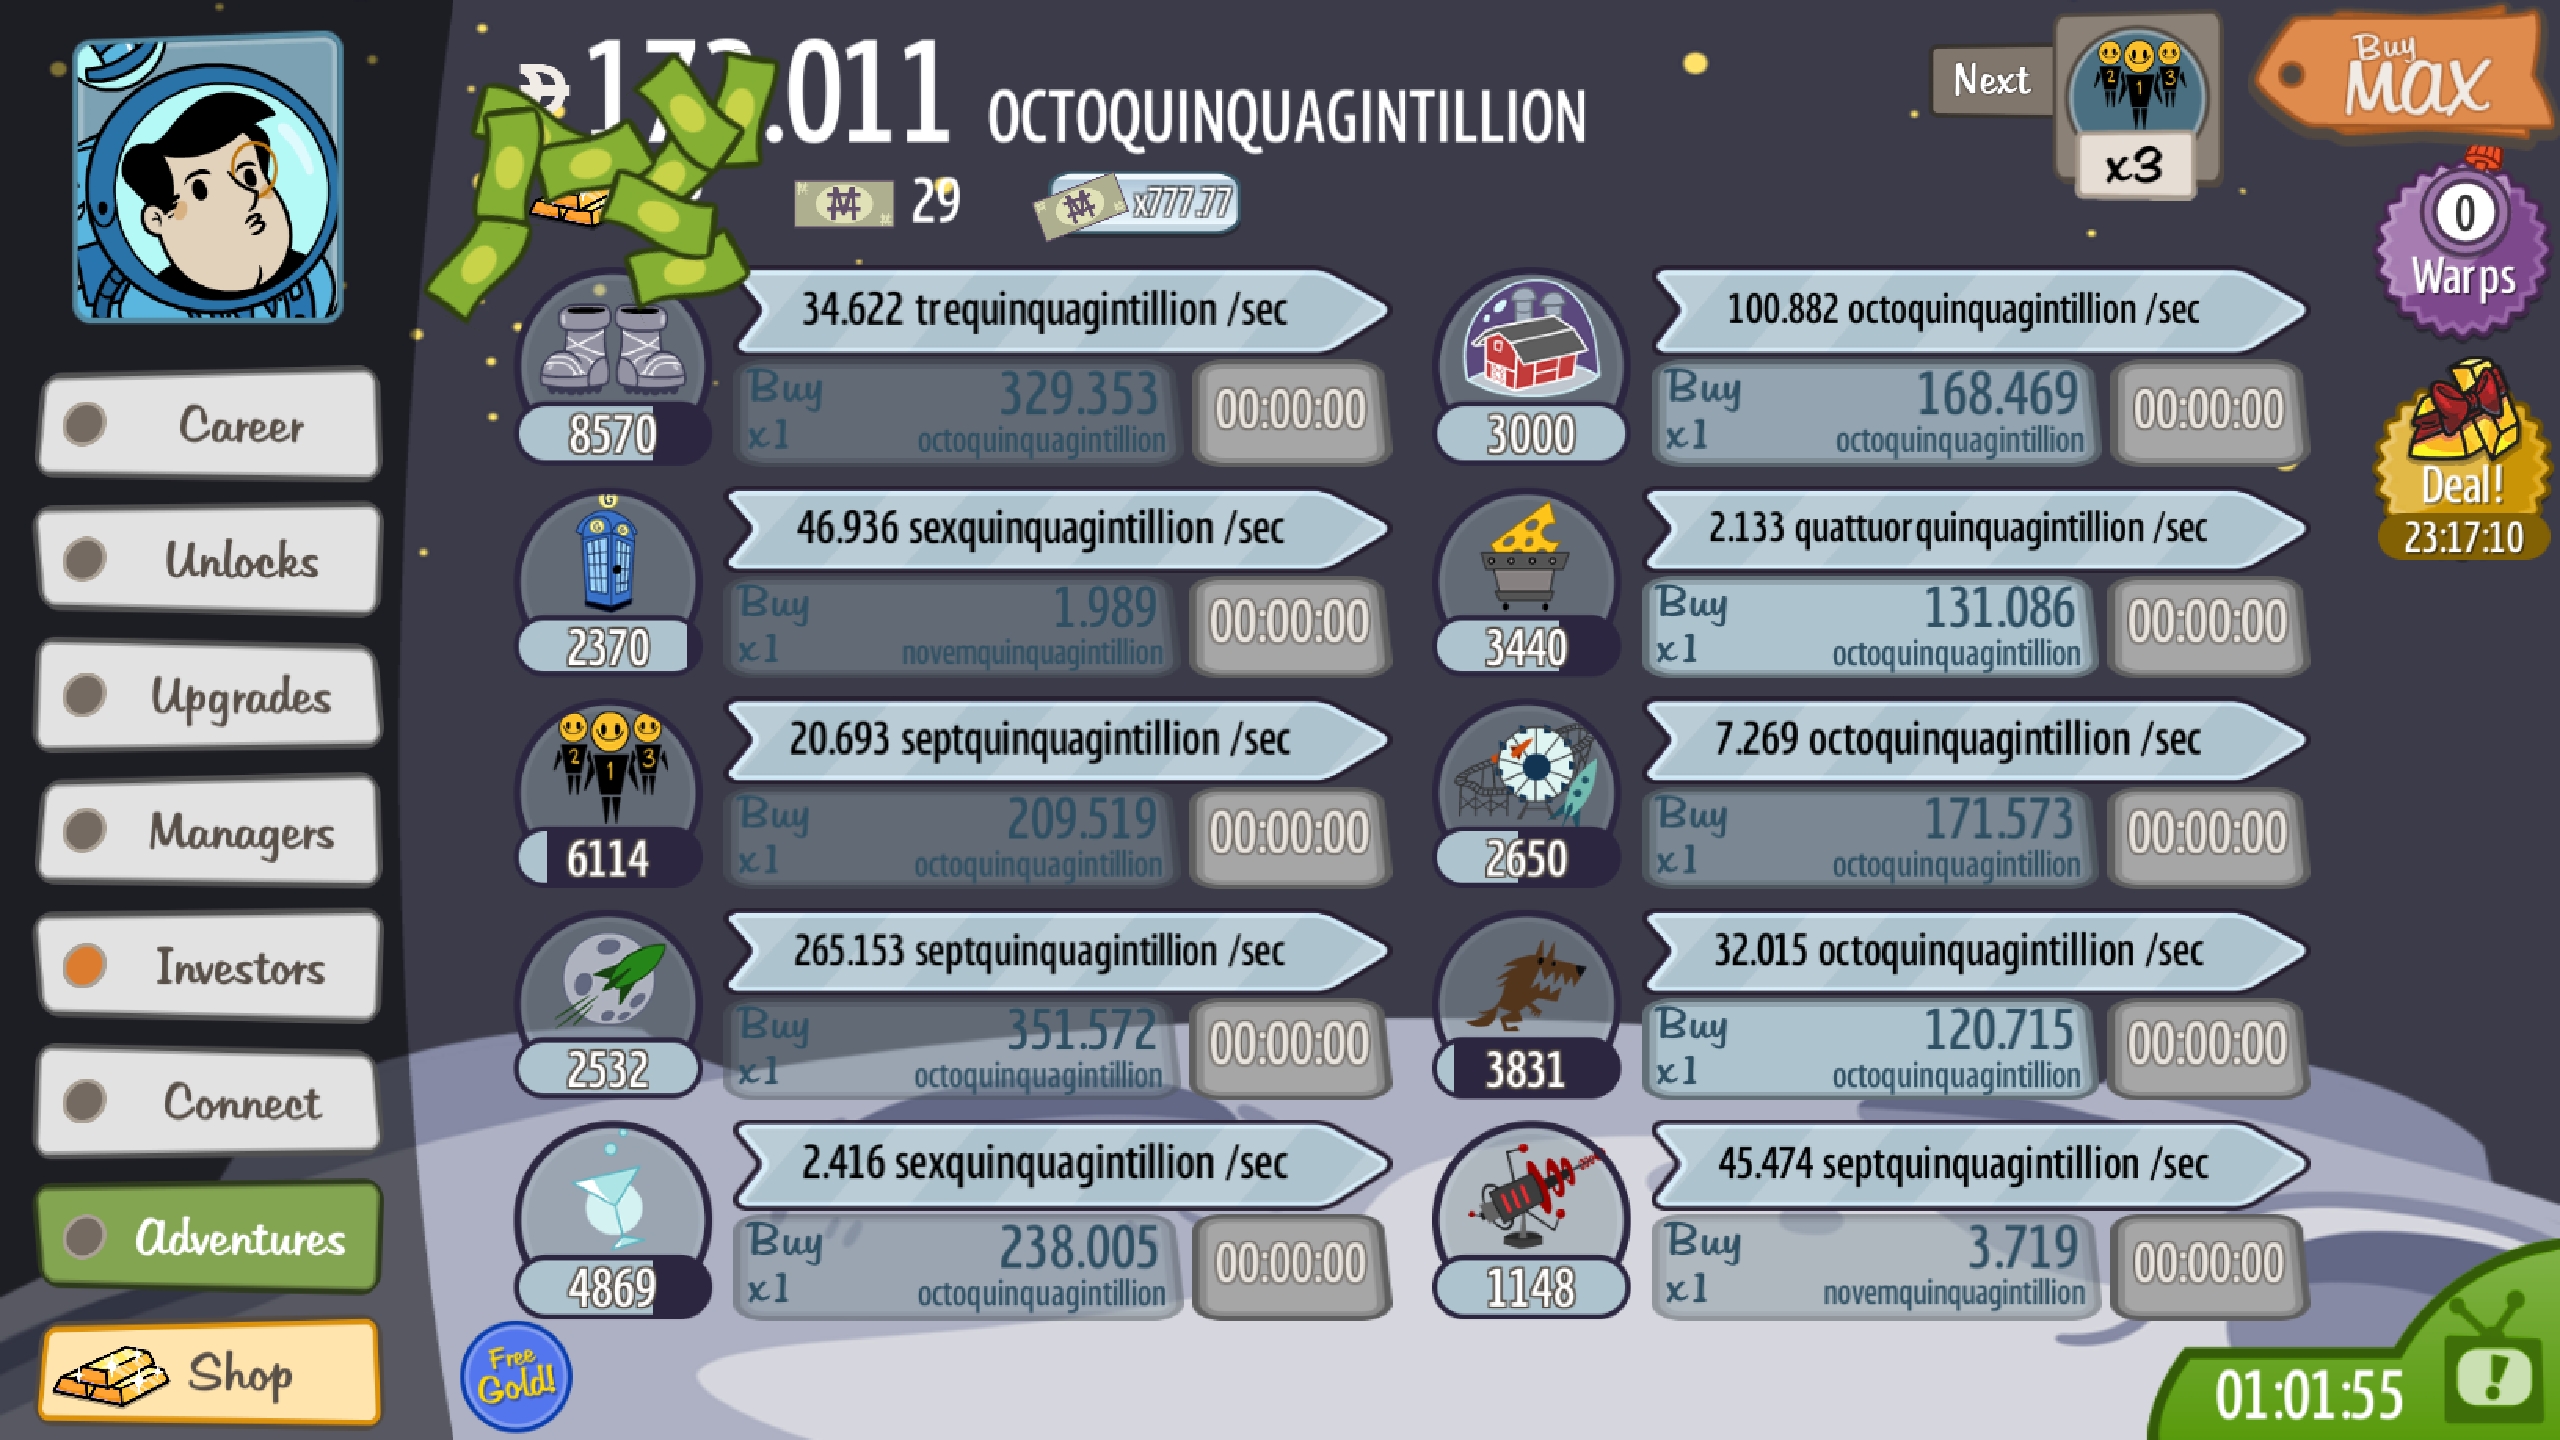 .011 OCTOQUINQUAGINTILLION
29
x777.77
Next
x3
Buy
MAX
0
Warps
Deal!
23:17:10
Career
Unlocks
Upgrades
Managers
Investors
Connect
Adventures
Shop
34.622 trequinquagintillion /sec
Buy 329.353
x1 octoquinquagintillion
00:00:00
8570
100.882 octoquinquagintillion /sec
Buy 168.469
x1 octoquinquagintillion
00:00:00
3000
46.936 sexquinquagintillion /sec
Buy 1.989
x1 novemquinquagintillion
00:00:00
2370
2.133 quattuorquinquagintillion /sec
Buy 131.086
x1 octoquinquagintillion
00:00:00
3440
2 1 3
20.693 septquinquagintillion /sec
Buy 209.519
x1 octoquinquagintillion
00:00:00
6114
7.269 octoquinquagintillion /sec
Buy 171.573
x1 octoquinquagintillion
00:00:00
2650
265.153 septquinquagintillion /sec
Buy 351.572
x1 octoquinquagintillion
00:00:00
2532
32.015 octoquinquagintillion /sec
Buy 120.715
x1 octoquinquagintillion
00:00:00
3831
2.416 sexquinquagintillion /sec
Buy 238.005
x1 octoquinquagintillion
00:00:00
4869
45.474 septquinquagintillion /sec
Buy 3.719
x1 novemquinquagintillion
00:00:00
1148
Free
Gold!
01:01:55